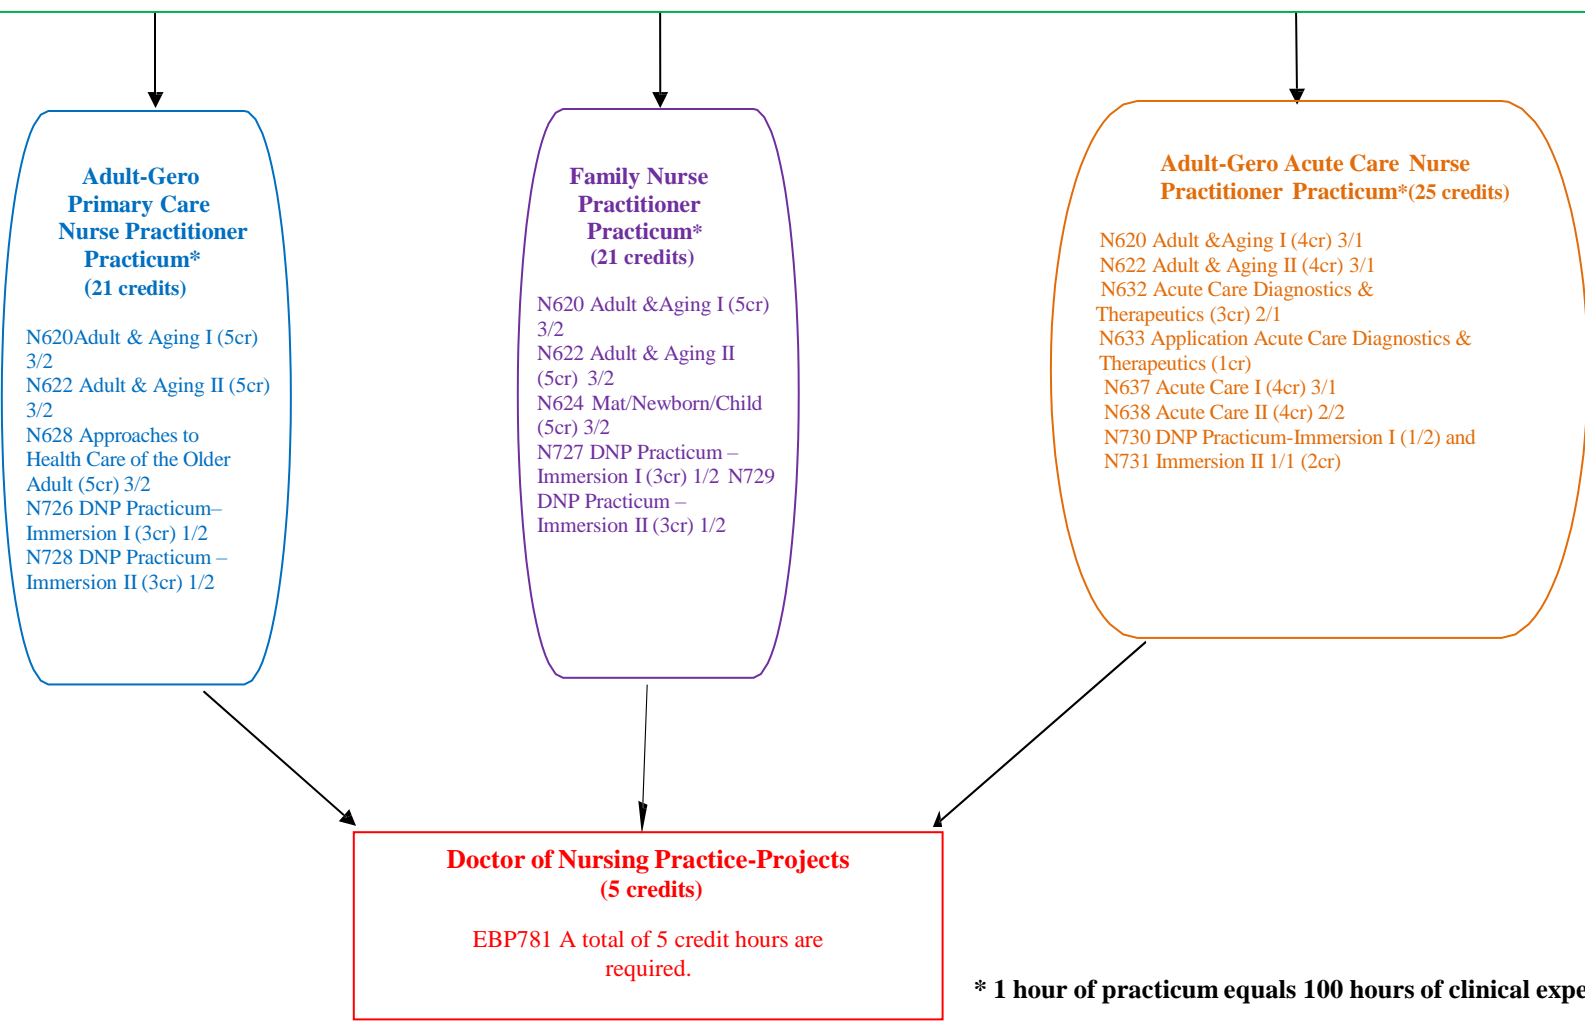 Adult-Gero
Primary Care
Nurse Practitioner
Practicum*
(21 credits)
N620Adult & Aging I (5cr)
3/2
N622 Adult & Aging II (5cr)
3/2
N628 Approaches to
Health Care of the Older
Adult (5cr) 3/2
N726 DNP Practicum–
Immersion I (3cr) 1/2
N728 DNP Practicum –
Immersion II (3cr) 1/2
Family Nurse
Practitioner
Practicum*
(21 credits)
N620 Adult &Aging I (5cr)
3/2
N622 Adult & Aging II
(5cr) 3/2
N624 Mat/Newborn/Child
(5cr) 3/2
N727 DNP Practicum –
Immersion I (3cr) 1/2 N729
DNP Practicum –
Immersion II (3cr) 1/2
Adult-Gero Acute Care Nurse
Practitioner Practicum*(25 credits)
N620 Adult &Aging I (4cr) 3/1
N622 Adult & Aging II (4cr) 3/1
N632 Acute Care Diagnostics &
Therapeutics (3cr) 2/1
N633 Application Acute Care Diagnostics &
Therapeutics (1cr)
N637 Acute Care I (4cr) 3/1
N638 Acute Care II (4cr) 2/2
N730 DNP Practicum-Immersion I (1/2) and
N731 Immersion II 1/1 (2cr)
Doctor of Nursing Practice-Projects
(5 credits)
EBP781 A total of 5 credit hours are
required.
* 1 hour of practicum equals 100 hours of clinical expe